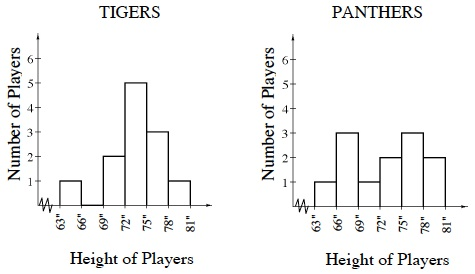 TIGERS
Number of Players
6
5
4
3
2
1
63" 66" 69" 72" 75" 78" 81"
Height of Players
PANTHERS
Number of Players
6
5
4
3
2
1
63" 66" 69" 72" 75" 78" 81"
Height of Players